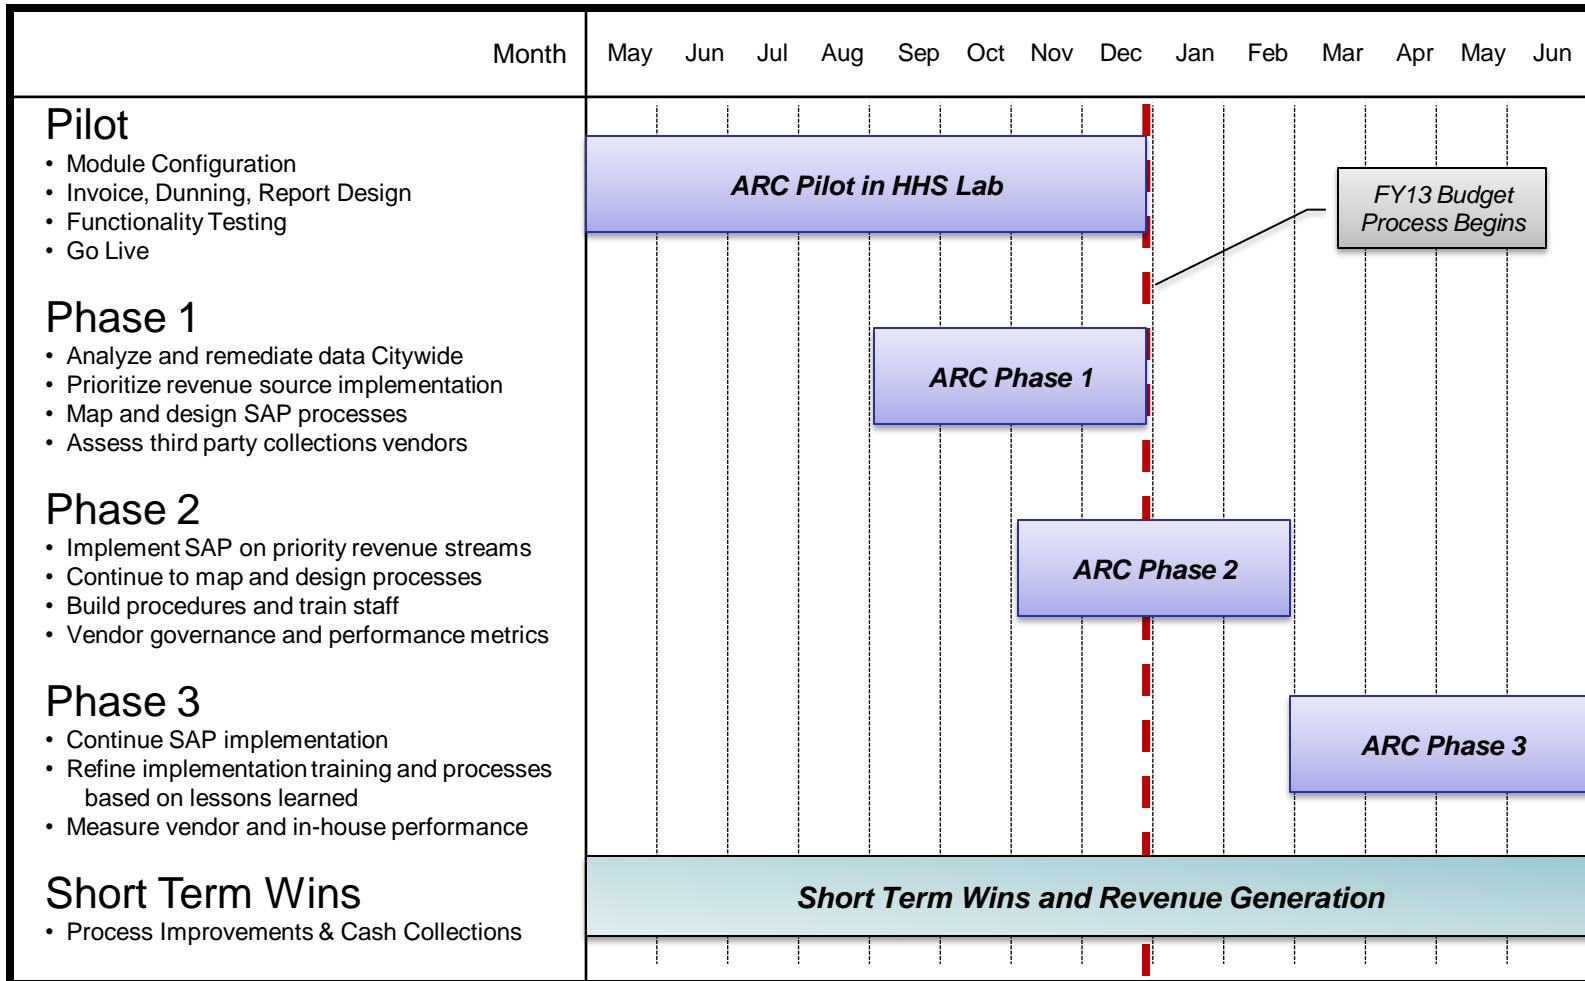 Month May Jun Jul Aug Sep Oct Nov Dec Jan Feb Mar Apr May Jun
Pilot
• Module Configuration
• Invoice, Dunning, Report Design
• Functionality Testing
• Go Live
ARC Pilot in HHS Lab
FY13 Budget
Process Begins
Phase 1
• Analyze and remediate data Citywide
• Prioritize revenue source implementation
• Map and design SAP processes
• Assess third party collections vendors
ARC Phase 1
Phase 2
• Implement SAP on priority revenue streams
• Continue to map and design processes
• Build procedures and train staff
• Vendor governance and performance metrics
ARC Phase 2
Phase 3
• Continue SAP implementation
• Refine implementation training and processes
based on lessons learned
• Measure vendor and in-house performance
ARC Phase 3
Short Term Wins
• Process Improvements & Cash Collections
Short Term Wins and Revenue Generation